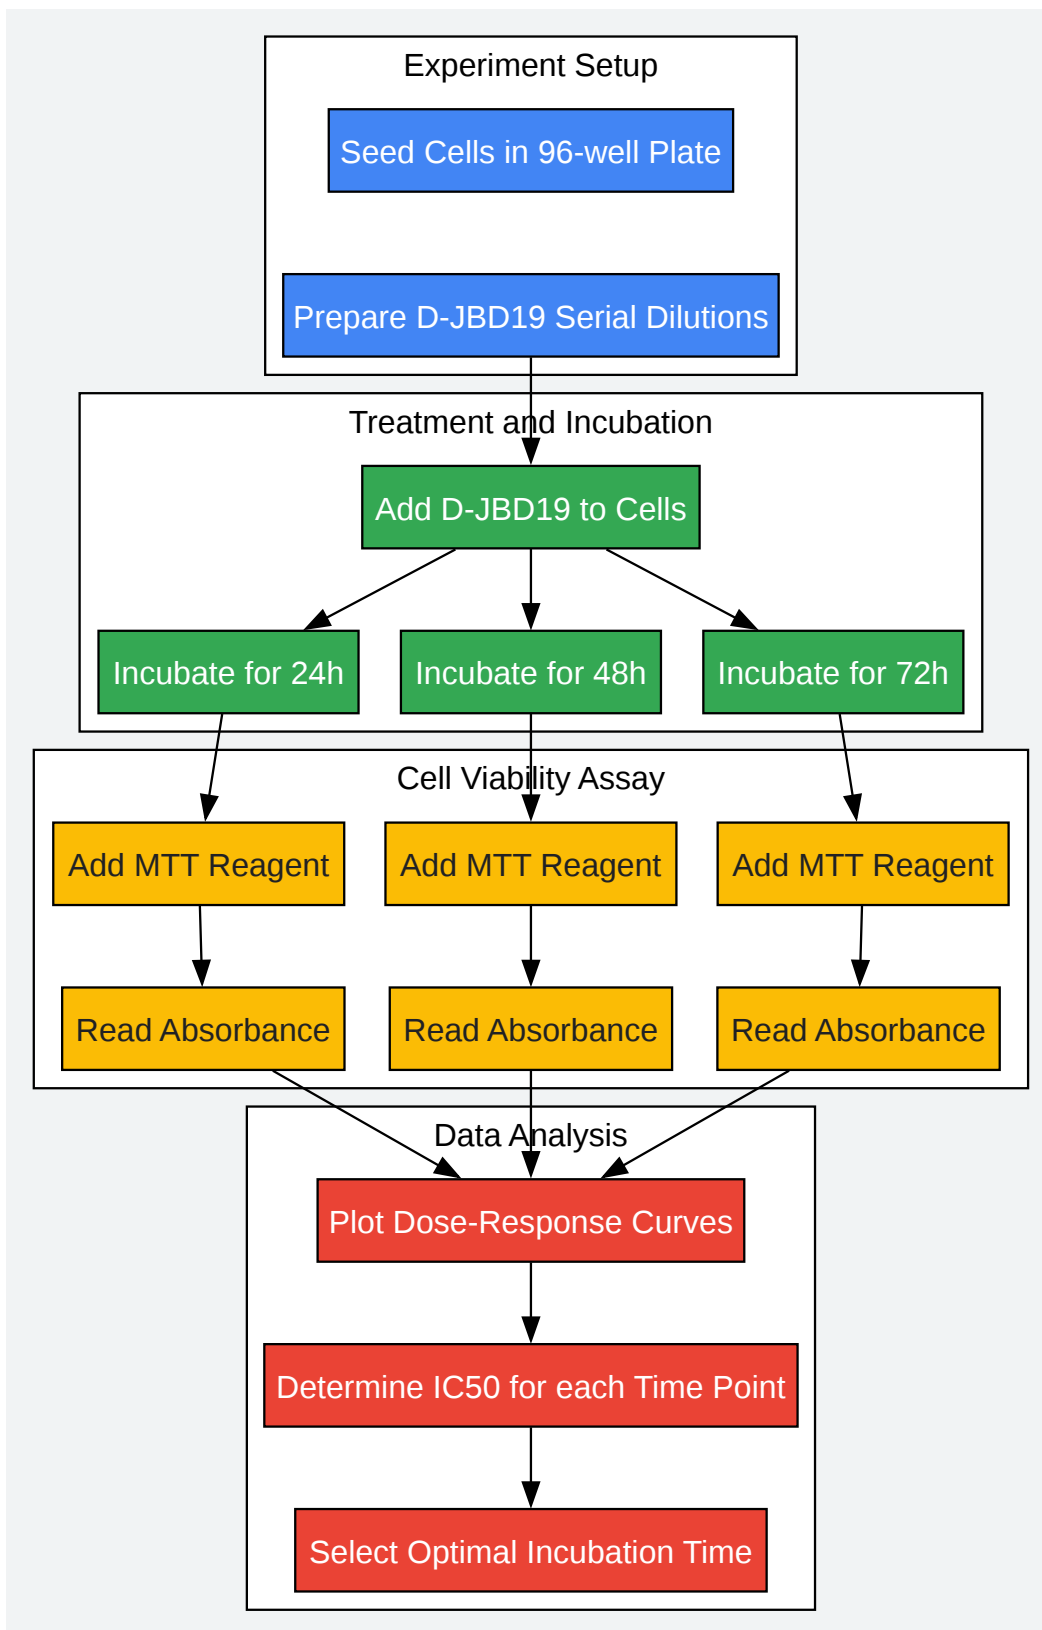 Experiment Setup
Seed Cells in 96-well Plate
Prepare D-JBD19 Serial Dilutions
Treatment and Incubation
Add D-JBD19 to Cells
Incubate for 24h
Incubate for 48h
Incubate for 72h
Cell Viability Assay
Add MTT Reagent
Add MTT Reagent
Add MTT Reagent
Read Absorbance
Read Absorbance
Read Absorbance
Data Analysis
Plot Dose-Response Curves
Determine IC50 for each Time Point
Select Optimal Incubation Time